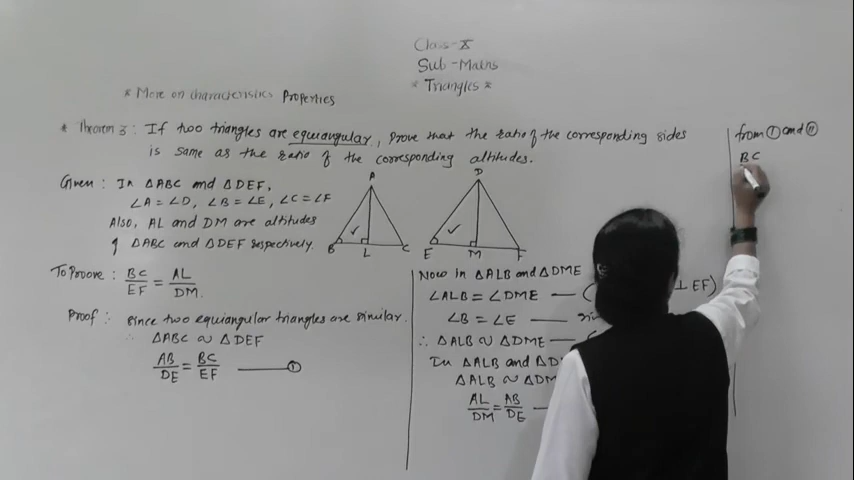 Class-X
Sub-Maths
* Triangles *
* More on characteristics Properties
* Theorem 3: If two triangles are equiangular, prove that the ratio of the corresponding sides
is same as the ratio of the corresponding altitudes.
Given: In △ABC and △DEF,
∠A = ∠D, ∠B = ∠E, ∠C = ∠F
Also, AL and DM are altitudes
of △ABC and △DEF respectively.
A
B L C
D
E M F
To Proove: BC/EF = AL/DM.
Proof: since two equiangular triangles are similar.
∴ △ABC ~ △DEF
AB/DE = BC/EF —— ①
Now in △ALB and △DME
∠ALB = ∠DME — ( ⊥ EF)
∠B = ∠E —
∴ △ALB ~ △DME —
In △ALB and △D
△ALB ~ △DM
AL/DM = AB/DE —
from ① and ⑪
BC